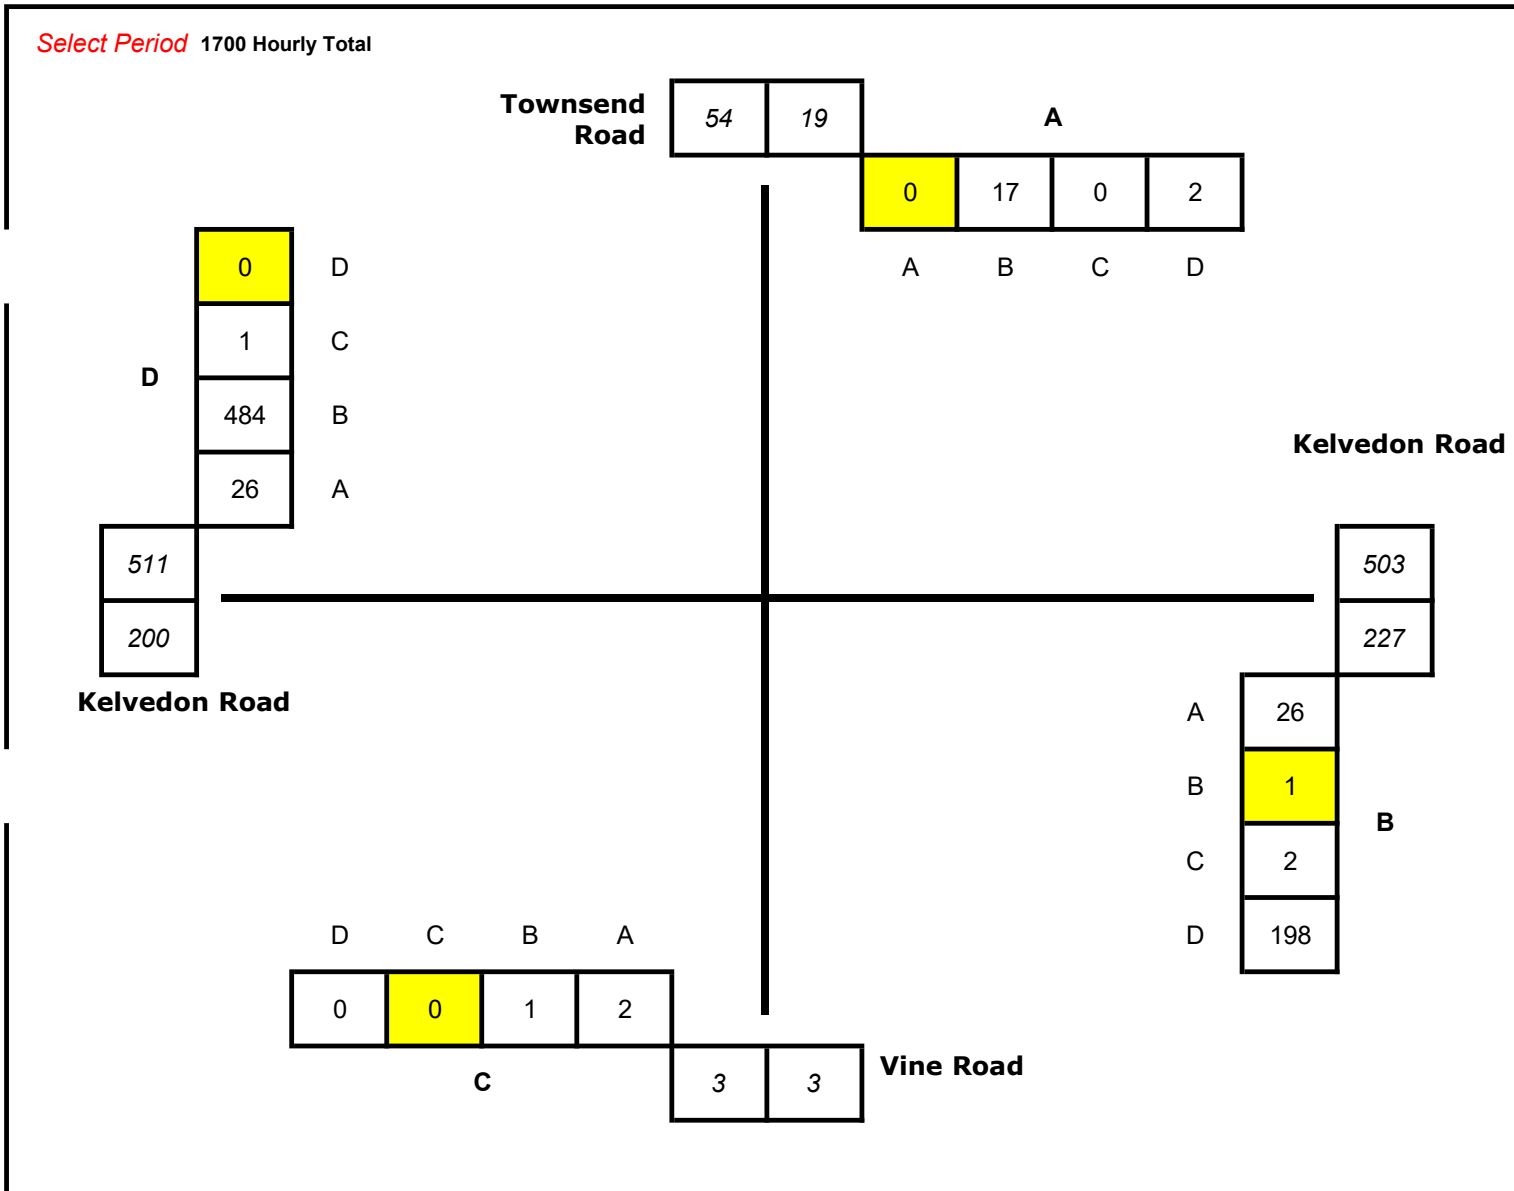 Select Period 1700 Hourly Total
Townsend
Road
54 19
A
0 17 0 2
A B C D
0 D
1 C
D
484 B
26 A
Kelvedon Road
511
200
Kelvedon Road
503
227
A 26
B 1
B
C 2
D 198
D C B A
0 0 1 2
C
3 3
Vine Road